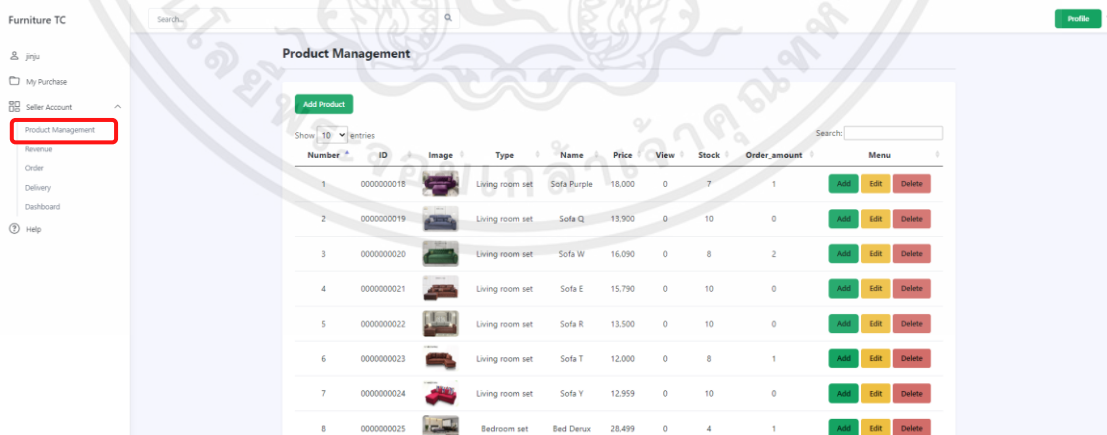 Furniture TC
Search...
Profile
jinju
My Purchase
Seller Account
Product Management
Revenue
Order
Delivery
Dashboard
Help
Product Management
Add Product
Show 10 entries
Search:
Number ID Image Type Name Price View Stock Order_amount Menu
1 0000000018 Living room set Sofa Purple 18,000 0 7 1 Add Edit Delete
2 0000000019 Living room set Sofa Q 13,900 0 10 0 Add Edit Delete
3 0000000020 Living room set Sofa W 16,090 0 8 2 Add Edit Delete
4 0000000021 Living room set Sofa E 15,790 0 10 0 Add Edit Delete
5 0000000022 Living room set Sofa R 13,500 0 10 0 Add Edit Delete
6 0000000023 Living room set Sofa T 12,000 0 8 1 Add Edit Delete
7 0000000024 Living room set Sofa Y 12,959 0 10 0 Add Edit Delete
8 0000000025 Bedroom set Bed Derux 28,499 0 4 1 Add Edit Delete